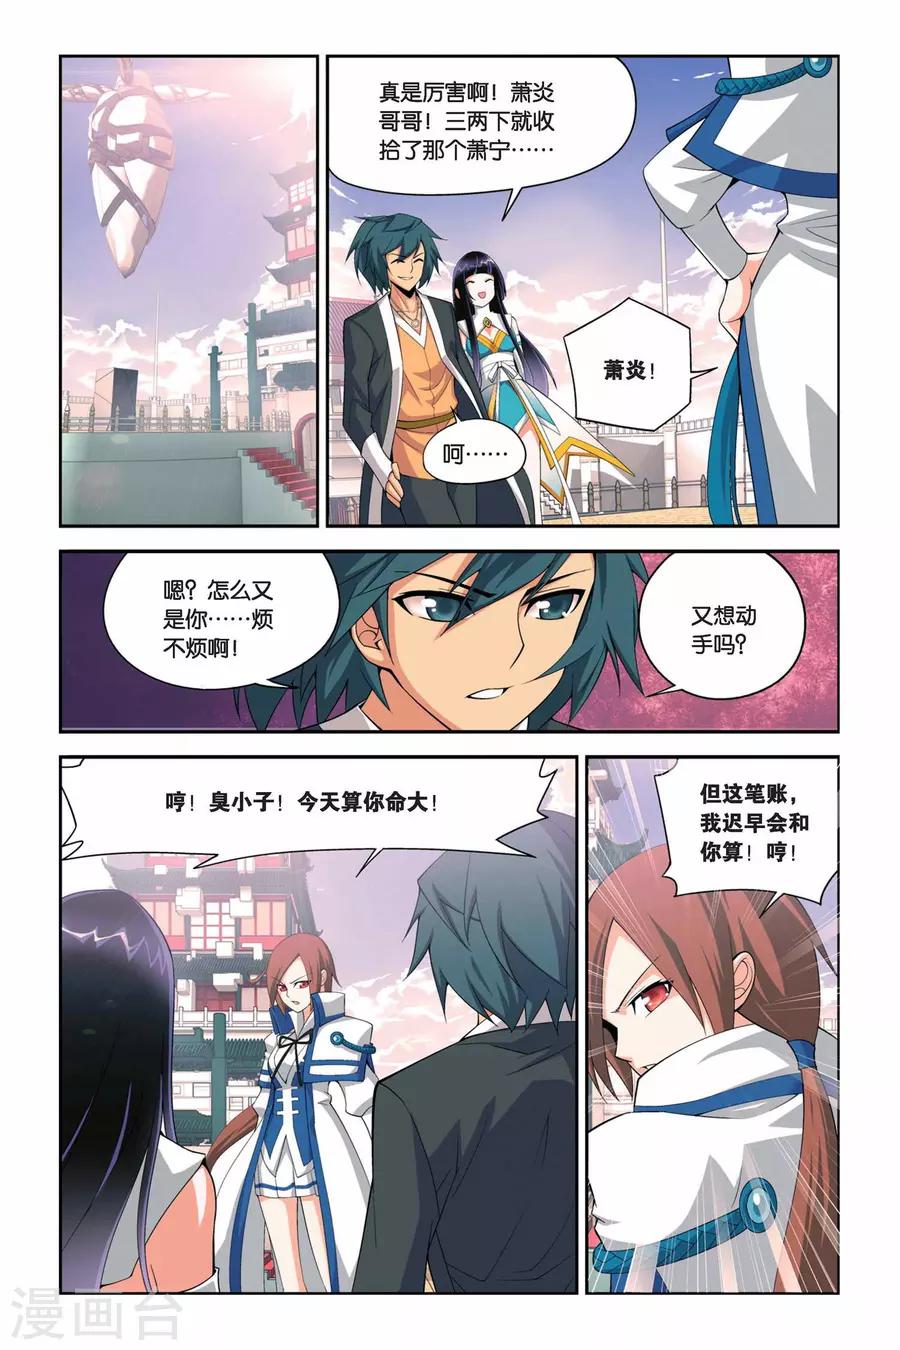 真是厉害啊！萧炎
哥哥！三两下就收
拾了那个萧宁……
萧炎！
呵……
嗯？怎么又
是你……烦
不烦啊！
又想动
手吗？
哼！臭小子！今天算你命大！
但这笔账，
我迟早会和
你算！哼！
漫画台